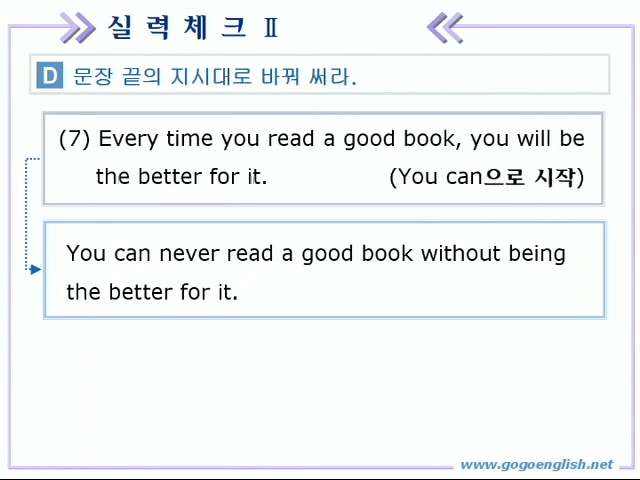 실 력 체 크 Ⅱ
D 문장 끝의 지시대로 바꿔 써라.
(7) Every time you read a good book, you will be
the better for it. (You can으로 시작)
You can never read a good book without being
the better for it.
www.gogoenglish.net